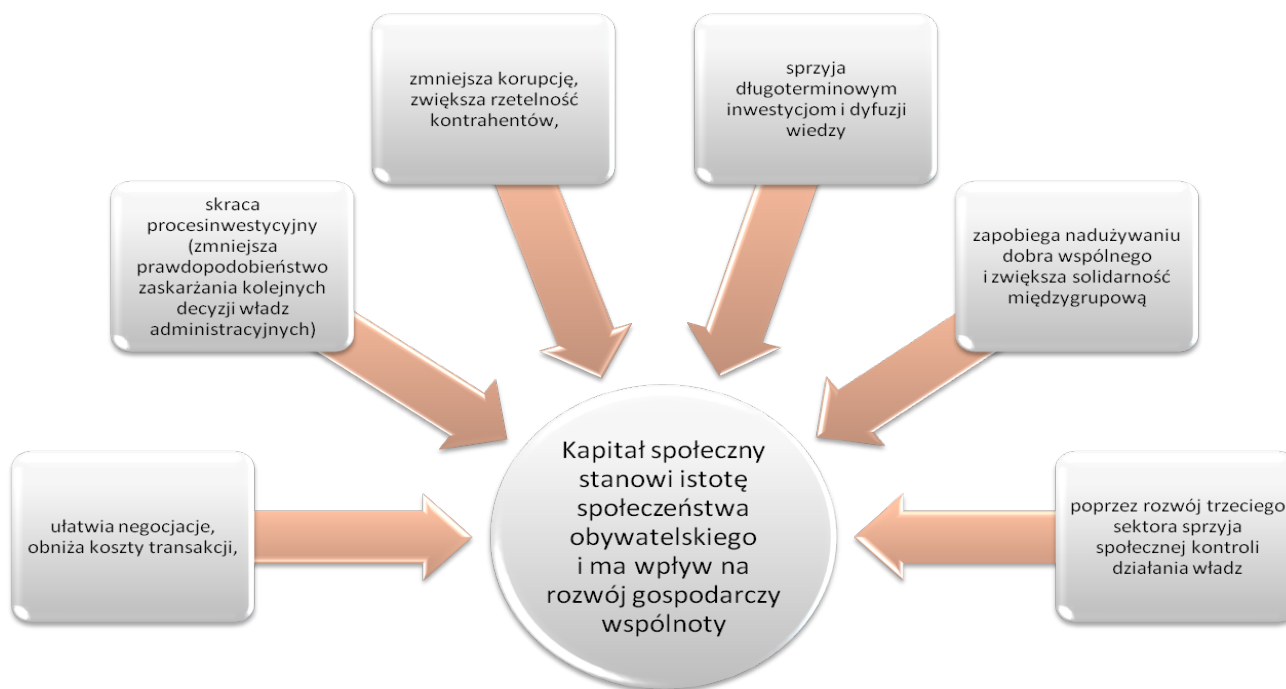 zmniejsza korupcję,
zwiększa rzetelność
kontrahentów,
sprzyja
długoterminowym
inwestycjom i dyfuzji
wiedzy
skraca
procesinwestycyjny
(zmniejsza
prawdopodobieństwo
zaskarżania kolejnych
decyzji władz
administracyjnych)
zapobiega nadużywaniu
dobra wspólnego
i zwiększa solidarność
międzygrupową
ułatwia negocjacje,
obniża koszty transakcji,
Kapitał społeczny
stanowi istotę
społeczeństwa
obywatelskiego
i ma wpływ na
rozwój gospodarczy
wspólnoty
poprzez rozwój trzeciego
sektora sprzyja
społecznej kontroli
działania władz